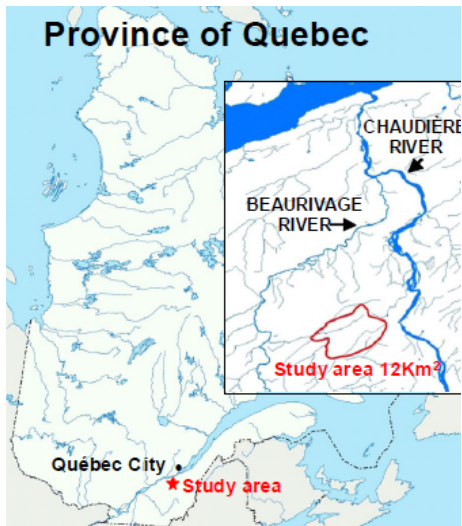 Province of Quebec
CHAUDIÈRE
RIVER
BEAURIVAGE
RIVER
Study area 12Km²
Québec City
Study area